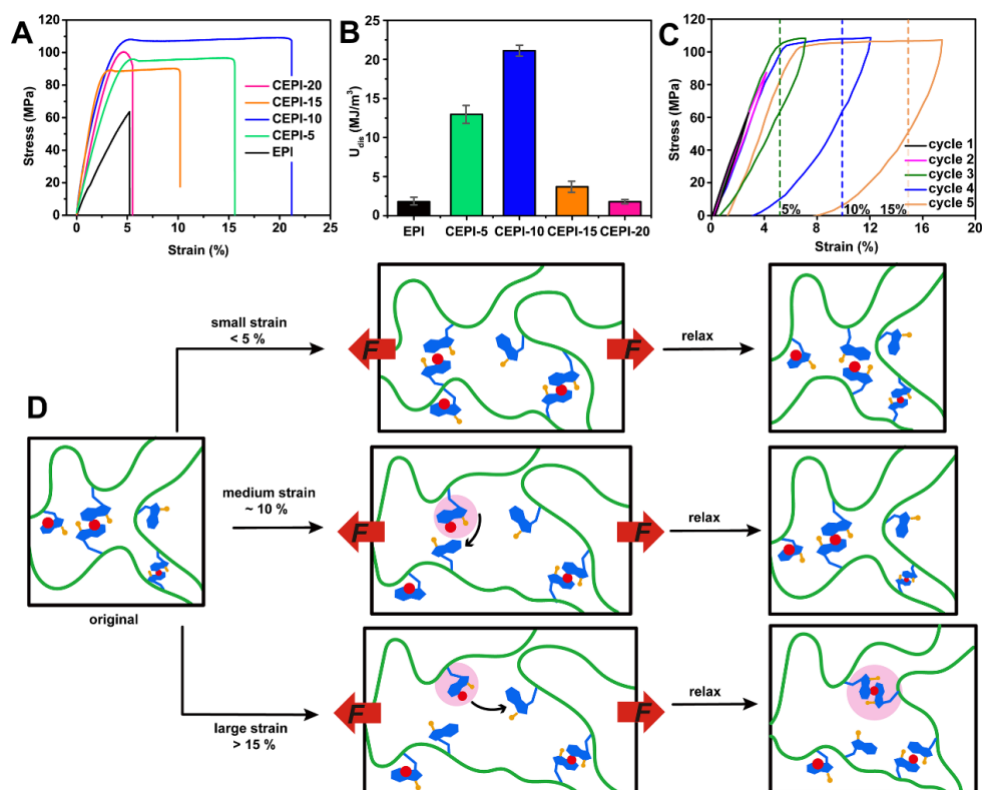 A
Stress (MPa)
120
100
80
60
40
20
0
0
5
10
15
20
25
Strain (%)
CEPI-20
CEPI-15
CEPI-10
CEPI-5
EPI
B
U_dis (MJ/m³)
25
20
15
10
5
0
EPI
CEPI-5
CEPI-10
CEPI-15
CEPI-20
C
Stress (MPa)
120
100
80
60
40
20
0
0
4
8
12
16
20
Strain (%)
cycle 1
cycle 2
cycle 3
cycle 4
cycle 5
5%
10%
15%
D
original
small strain
< 5 %
F
F
relax
medium strain
~ 10 %
F
F
relax
large strain
> 15 %
F
F
relax